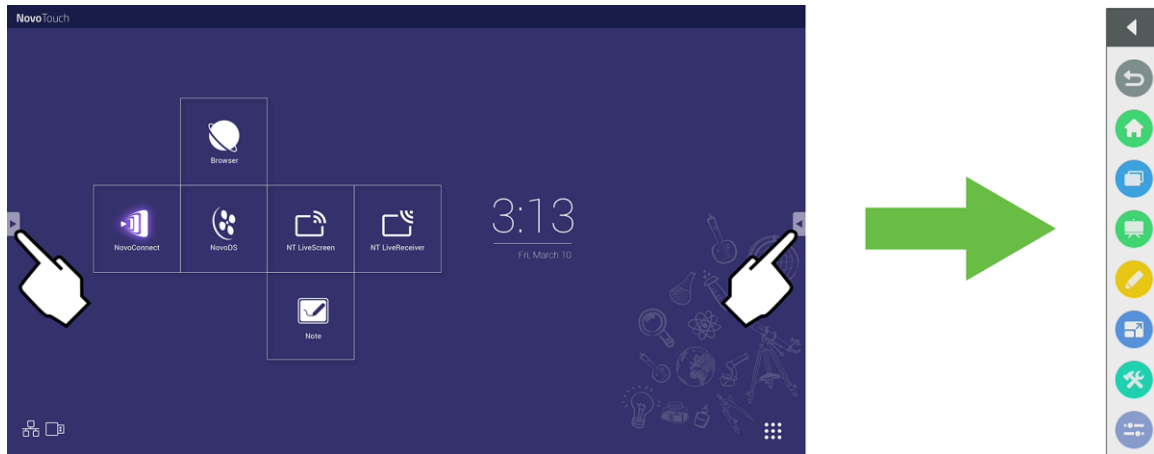 NovoTouch
Browser
NovoConnect
NovoDS
NT LiveScreen
NT LiveReceiver
3:13
Fri, March 10
Note